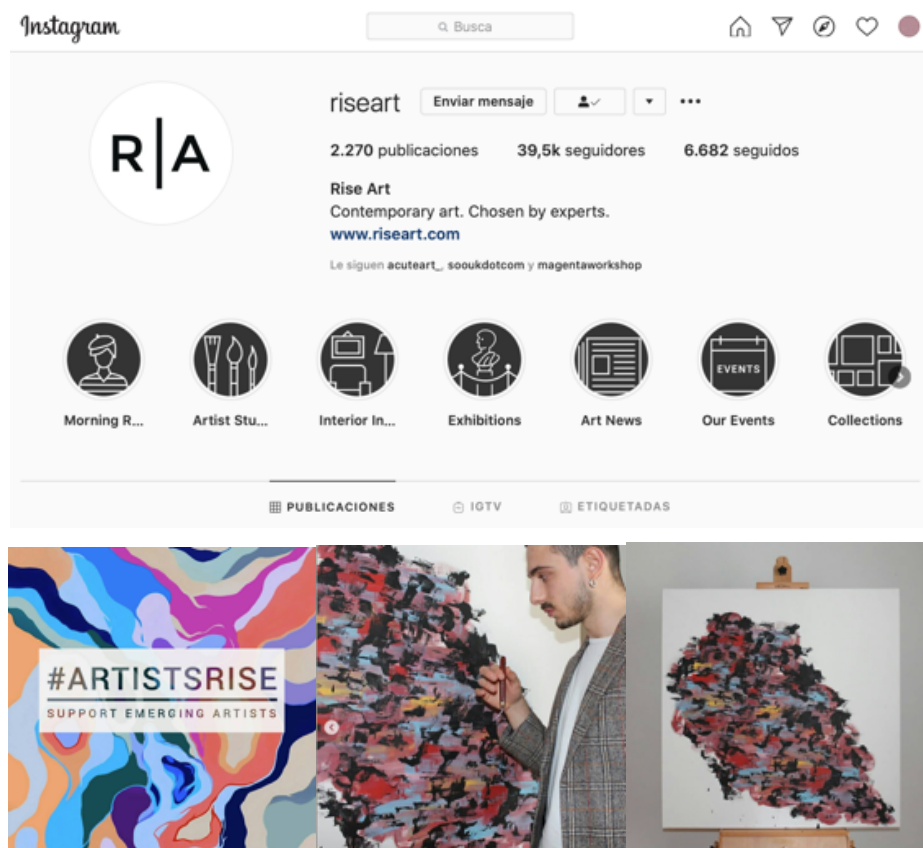 Instagram
Busca
R|A
riseart
Enviar mensaje
2.270 publicaciones 39,5k seguidores 6.682 seguidos
Rise Art
Contemporary art. Chosen by experts.
www.riseart.com
Le siguen acuteart_, sooukdotcom y magentaworkshop
EVENTS
Morning R... Artist Stu... Interior In... Exhibitions Art News Our Events Collections
PUBLICACIONES IGTV ETIQUETADAS
#ARTISTSRISE
SUPPORT EMERGING ARTISTS